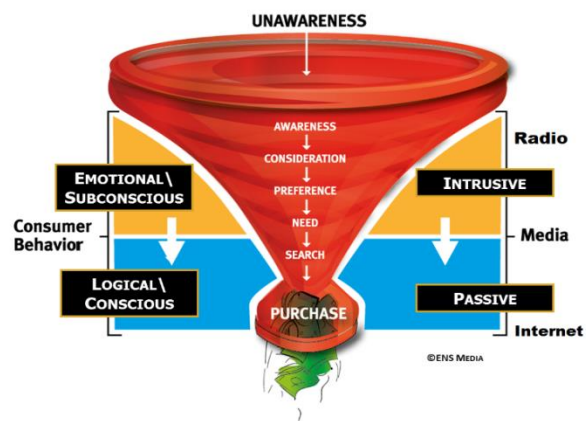 UNAWARENESS
AWARENESS
CONSIDERATION
PREFERENCE
NEED
SEARCH
PURCHASE
Consumer
Behavior
EMOTIONAL\
SUBCONSCIOUS
LOGICAL\
CONSCIOUS
Radio
INTRUSIVE
Media
PASSIVE
Internet
©ENS MEDIA